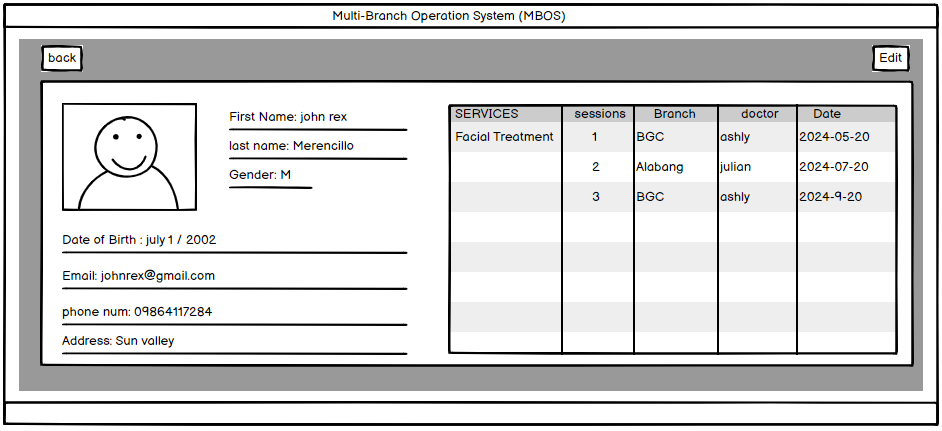 Multi-Branch Operation System (MBOS)
back
Edit
First Name: john rex
last name: Merencillo
Gender: M
Date of Birth : july 1 / 2002
Email: johnrex@gmail.com
phone num: 09864117284
Address: Sun valley
SERVICES sessions Branch doctor Date
Facial Treatment 1 BGC ashly 2024-05-20
2 Alabang julian 2024-07-20
3 BGC ashly 2024-9-20